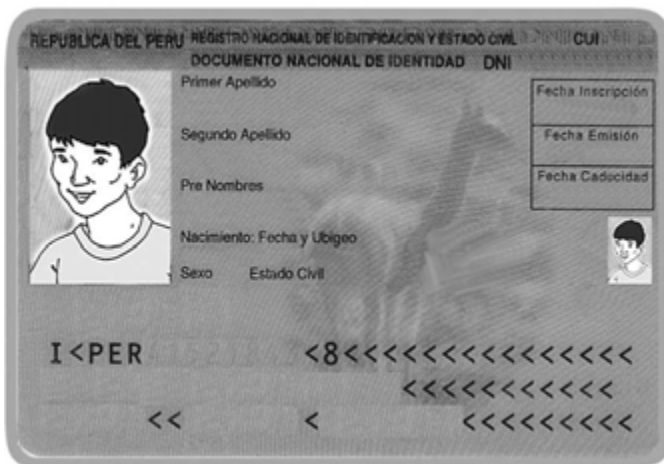 REPUBLICA DEL PERU REGISTRO NACIONAL DE IDENTIFICACION Y ESTADO CIVIL CUI
DOCUMENTO NACIONAL DE IDENTIDAD DNI
Primer Apellido
Segundo Apellido
Pre Nombres
Nacimiento: Fecha y Ubigeo
Sexo Estado Civil
Fecha Inscripción
Fecha Emisión
Fecha Caducidad
I<PER <8<<<<<<<<<<<<<<<
<<<<<<<<<<<
<< < <<<<<<<<<